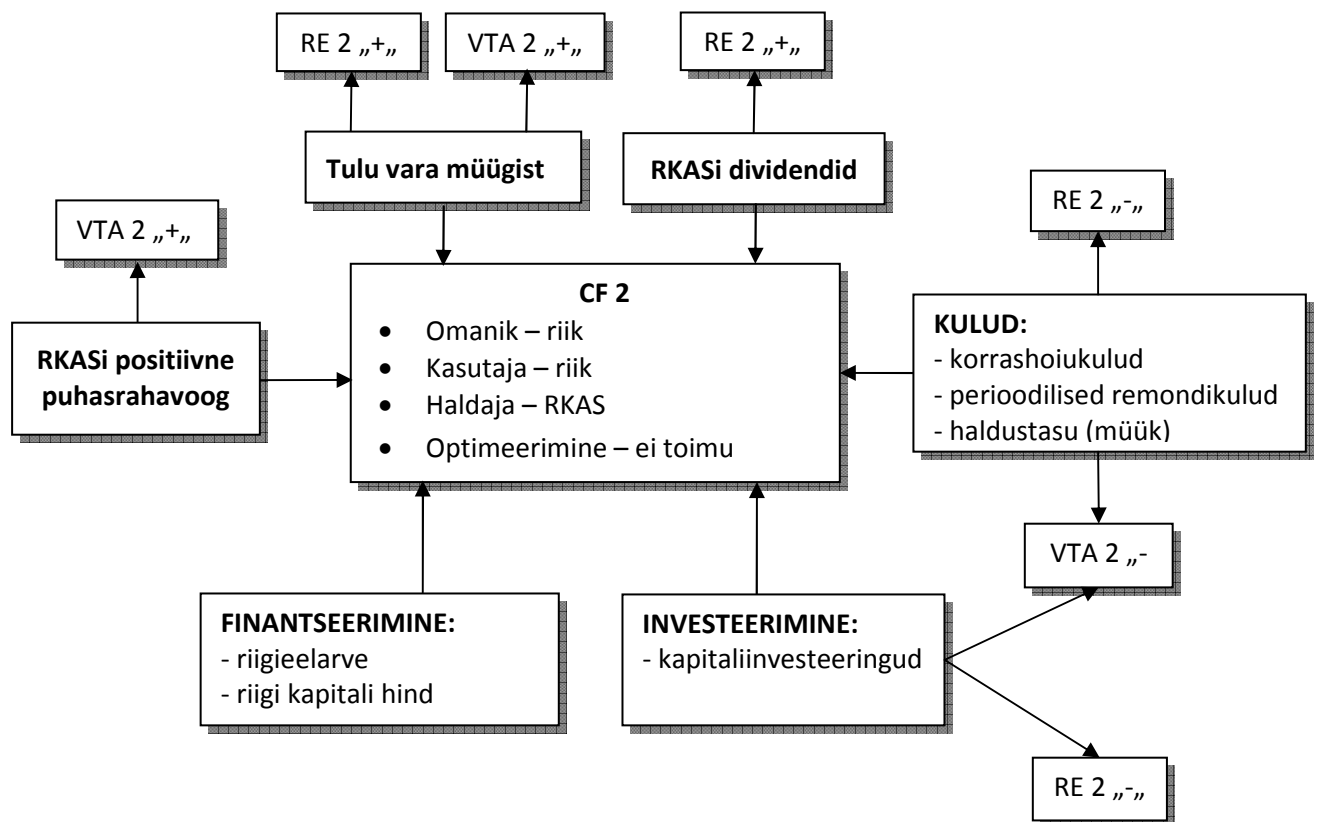 RE 2 „+„
VTA 2 „+„
RE 2 „+„
Tulu vara müügist
RKASi dividendid
RE 2 „-„
VTA 2 „+„
RKASi positiivne
puhasrahavoog
CF 2
• Omanik – riik
• Kasutaja – riik
• Haldaja – RKAS
• Optimeerimine – ei toimu
KULUD:
- korrashoiukulud
- perioodilised remondikulud
- haldustasu (müük)
VTA 2 „-
FINANTSEERIMINE:
- riigieelarve
- riigi kapitali hind
INVESTEERIMINE:
- kapitaliinvesteeringud
RE 2 „-„